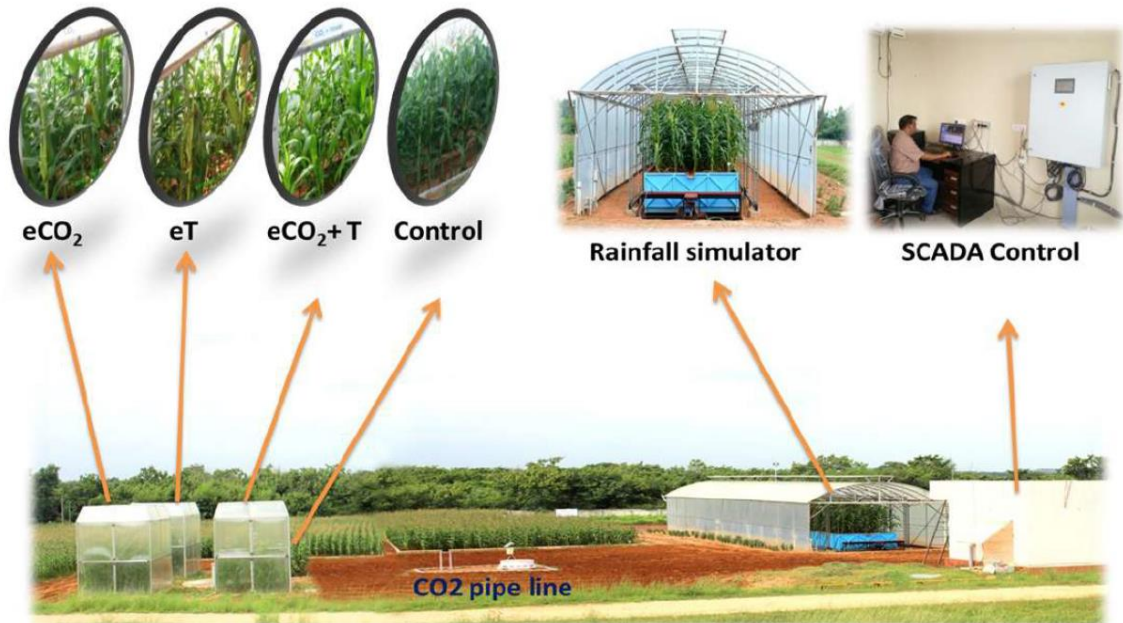 eCO₂
eT
eCO₂+ T
Control
Rainfall simulator
SCADA Control
CO2 pipe line